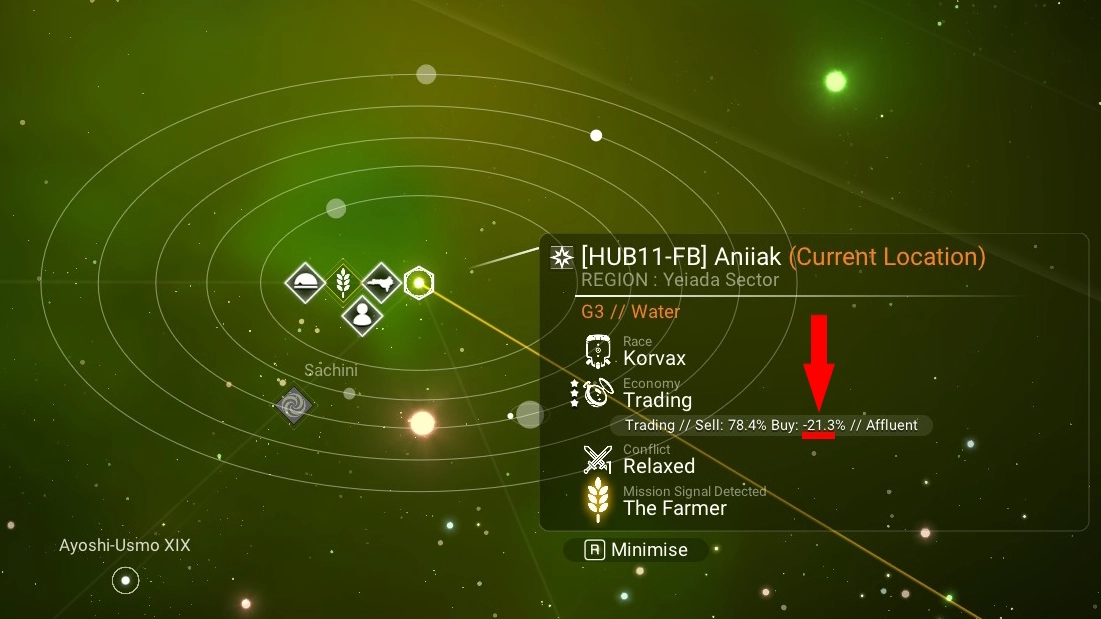 [HUB11-FB] Aniiak (Current Location)
REGION : Yeiada Sector
G3 // Water
Race
Korvax
Economy
Trading
Trading // Sell: 78.4% Buy: -21.3% // Affluent
Conflict
Relaxed
Mission Signal Detected
The Farmer
R Minimise
Sachini
Ayoshi-Usmo XIX